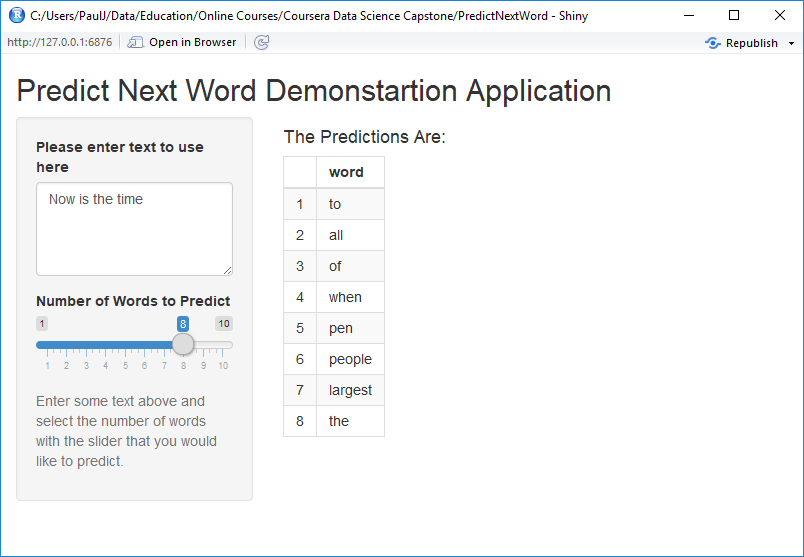 C:/Users/PaulJ/Data/Education/Online Courses/Coursera Data Science Capstone/PredictNextWord - Shiny
http://127.0.0.1:6876 Open in Browser Republish
Predict Next Word Demonstartion Application
Please enter text to use
here
Now is the time
Number of Words to Predict
1 8 10
1 2 3 4 5 6 7 8 9 10
Enter some text above and
select the number of words
with the slider that you would
like to predict.
The Predictions Are:
word
1 to
2 all
3 of
4 when
5 pen
6 people
7 largest
8 the